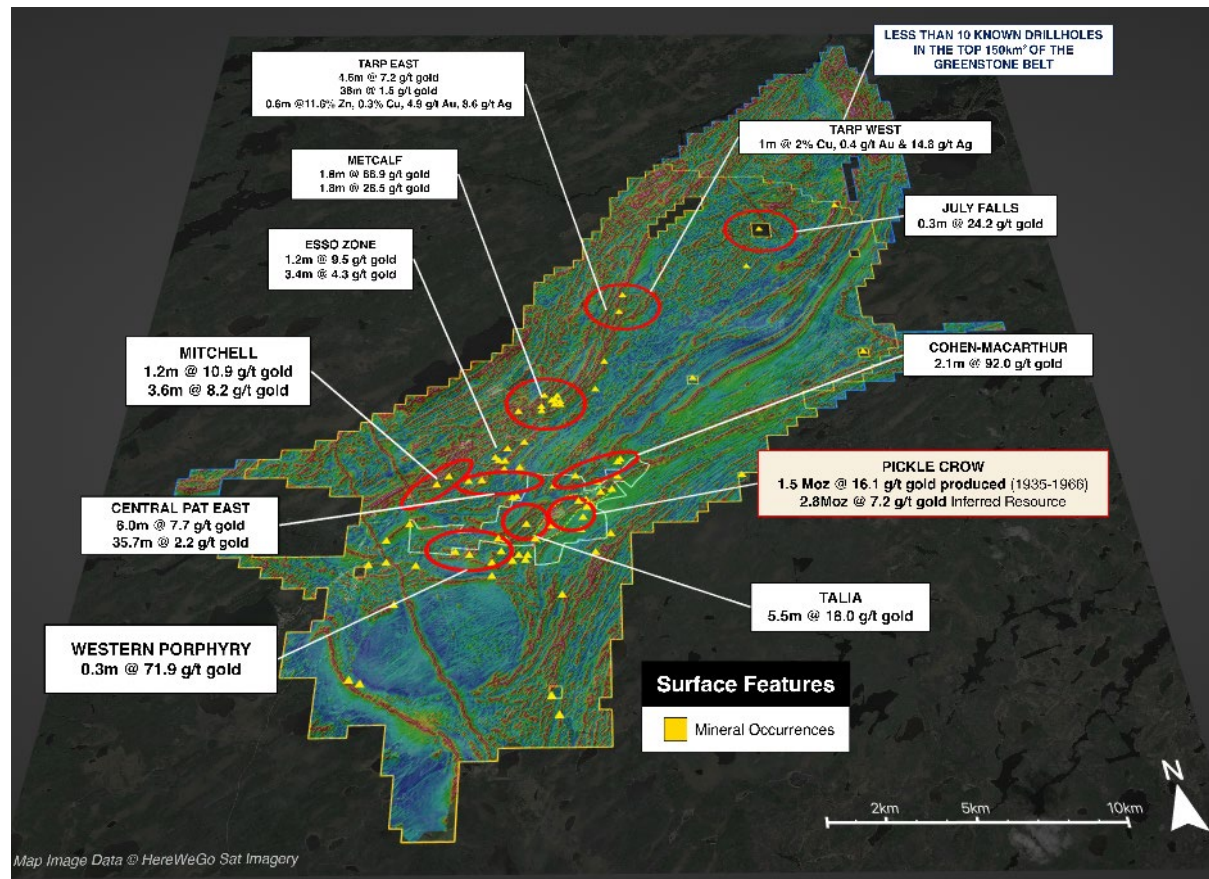 LESS THAN 10 KNOWN DRILLHOLES
IN THE TOP 150km² OF THE
GREENSTONE BELT
TARP EAST
4.5m @ 7.2 g/t gold
38m @ 1.5 g/t gold
0.6m @11.6% Zn, 0.3% Cu, 4.9 g/t Au, 8.6 g/t Ag
TARP WEST
1m @ 2% Cu, 0.4 g/t Au & 14.8 g/t Ag
METCALF
1.8m @ 66.9 g/t gold
1.8m @ 26.5 g/t gold
JULY FALLS
0.3m @ 24.2 g/t gold
ESSO ZONE
1.2m @ 9.5 g/t gold
3.4m @ 4.3 g/t gold
MITCHELL
1.2m @ 10.9 g/t gold
3.6m @ 8.2 g/t gold
COHEN-MACARTHUR
2.1m @ 92.0 g/t gold
PICKLE CROW
1.5 Moz @ 16.1 g/t gold produced (1935-1966)
2.8Moz @ 7.2 g/t gold Inferred Resource
CENTRAL PAT EAST
6.0m @ 7.7 g/t gold
35.7m @ 2.2 g/t gold
TALIA
5.5m @ 18.0 g/t gold
WESTERN PORPHYRY
0.3m @ 71.9 g/t gold
Surface Features
Mineral Occurrences
N
2km 5km 10km
Map Image Data © HereWeGo Sat Imagery